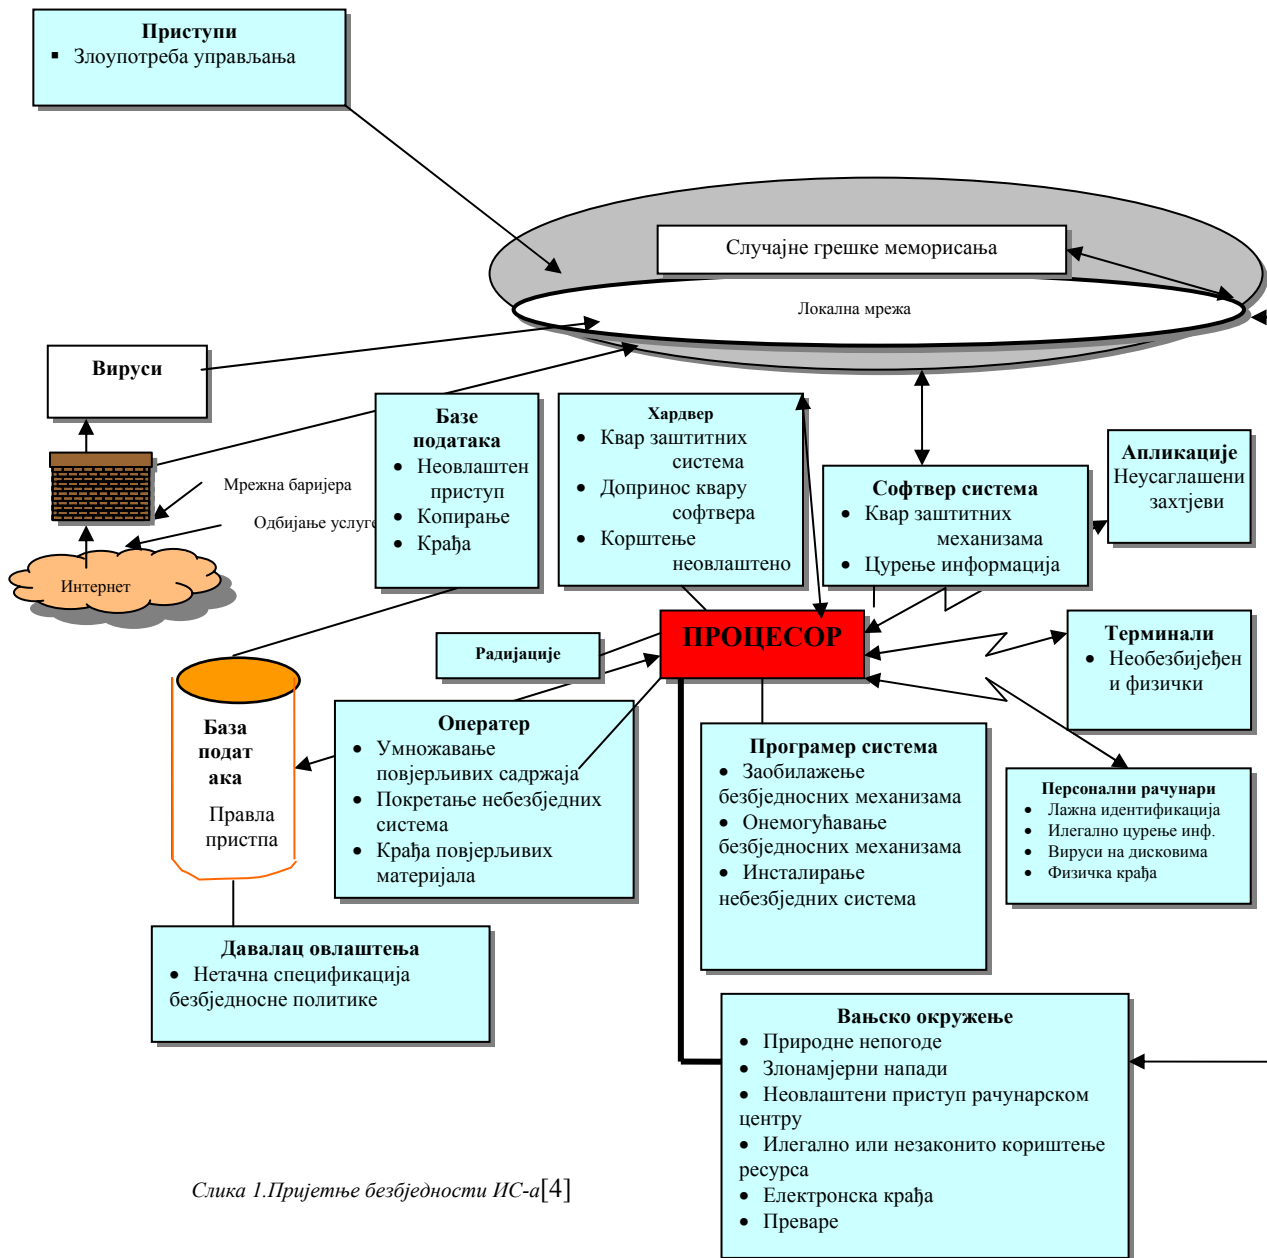 Приступи
▪ Злоупотреба управљања
Случајне грешке меморисања
Локална мрежа
Вируси
Базе
података
• Неовлаштен
приступ
• Копирање
• Крађа
Хардвер
• Квар заштитних
система
• Допринос квару
софтвера
• Корштење
неовлаштено
Софтвер система
• Квар заштитних
механизама
• Цурење информација
Апликације
Неусаглашени
захтјеви
Мрежна баријера
Одбијање услуге
Интернет
ПРОЦЕСОР
Радијације
Терминали
• Необезбијеђен
и физички
База
подат
ака
Правла
пристпа
Оператер
• Умножавање
повјерљивих садржаја
• Покретање небезбједних
система
• Крађа повјерљивих
материјала
Програмер система
• Заобилажење
безбједносних механизама
• Онемогућавање
безбједносних механизама
• Инсталирање
небезбједних система
Персонални рачунари
• Лажна идентификација
• Илегално цурење инф.
• Вируси на дисковима
• Физичка крађа
Давалац овлаштења
• Нетачна спецификација
безбједносне политике
Вањско окружење
• Природне непогоде
• Злонамјерни напади
• Неовлаштени приступ рачунарском
центру
• Илегално или незаконито кориштење
ресурса
• Електронска крађа
• Преваре
Слика 1.Пријетње безбједности ИС-а[4]